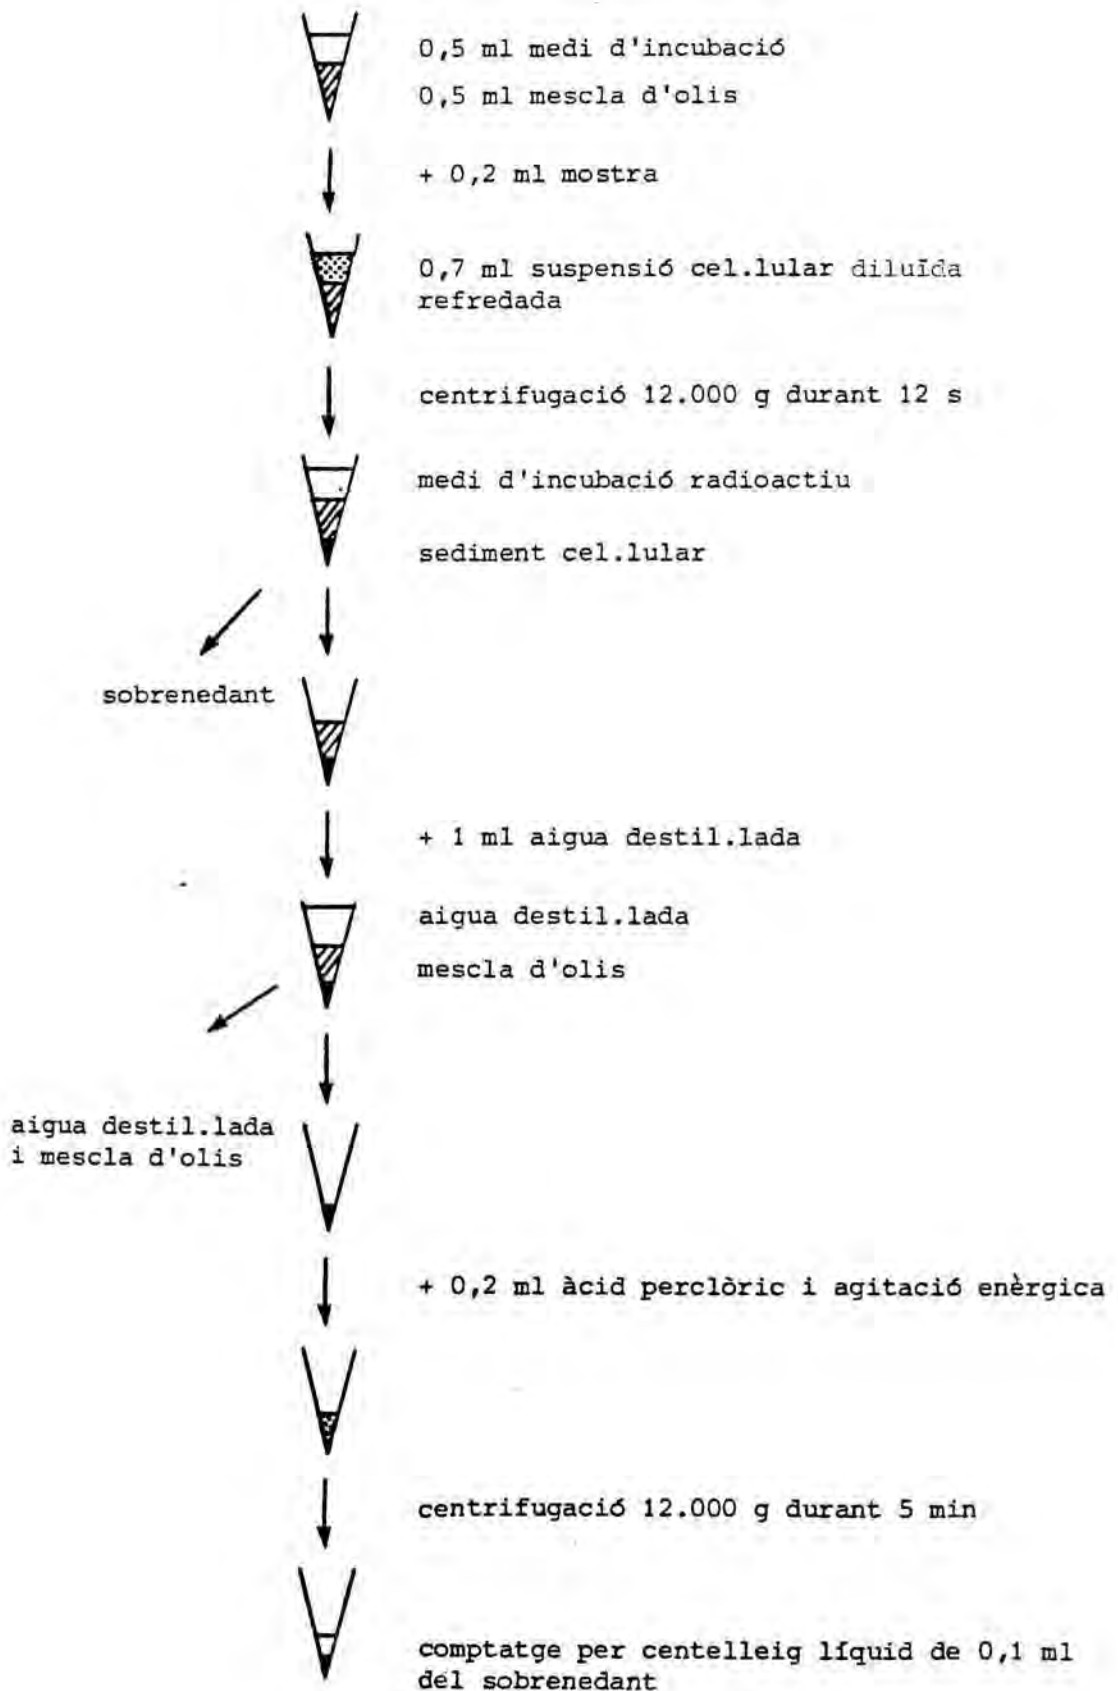 0,5 ml medi d'incubació
0,5 ml mescla d'olis
+ 0,2 ml mostra
0,7 ml suspensió cel.lular diluïda
refredada
centrifugació 12.000 g durant 12 s
medi d'incubació radioactiu
sediment cel.lular
sobrenedant
+ 1 ml aigua destil.lada
aigua destil.lada
mescla d'olis
aigua destil.lada
i mescla d'olis
+ 0,2 ml àcid perclòric i agitació enèrgica
centrifugació 12.000 g durant 5 min
comptatge per centelleig líquid de 0,1 ml
del sobrenedant